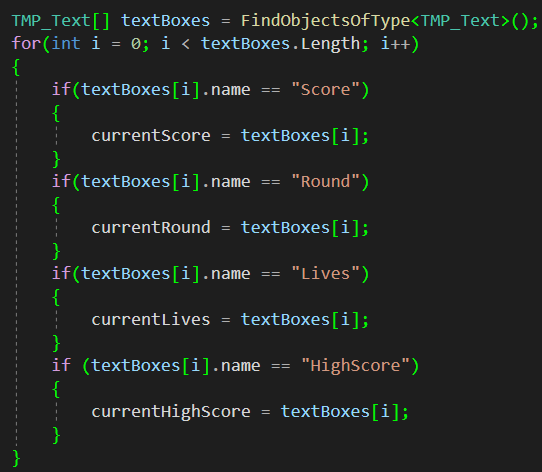 TMP_Text[] textBoxes = FindObjectsOfType<TMP_Text>();
for(int i = 0; i < textBoxes.Length; i++)
{
    if(textBoxes[i].name == "Score")
    {
        currentScore = textBoxes[i];
    }
    if(textBoxes[i].name == "Round")
    {
        currentRound = textBoxes[i];
    }
    if(textBoxes[i].name == "Lives")
    {
        currentLives = textBoxes[i];
    }
    if (textBoxes[i].name == "HighScore")
    {
        currentHighScore = textBoxes[i];
    }
}